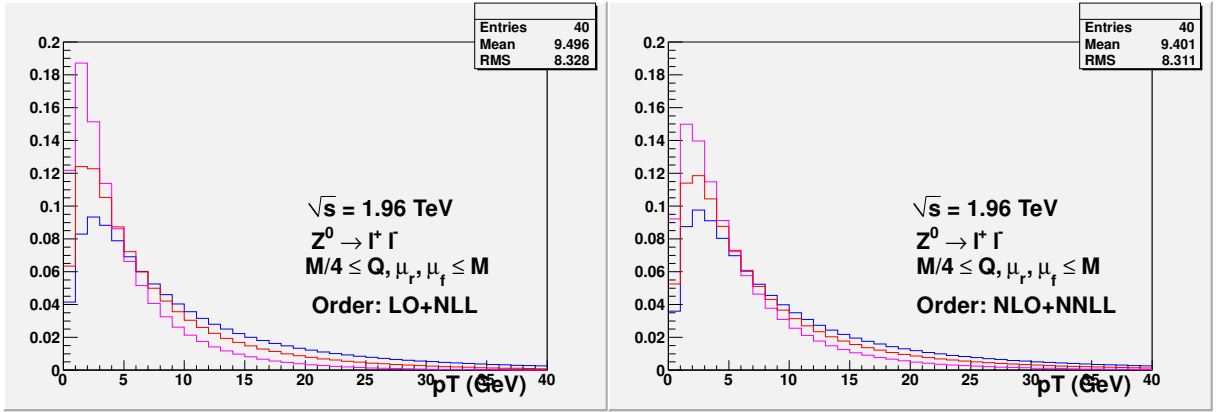 Entries 40
Mean 9.496
RMS 8.328
0.2
0.18
0.16
0.14
0.12
0.1
0.08
0.06
0.04
0.02
0
√s = 1.96 TeV
Z⁰ → l⁺ l⁻
M/4 ≤ Q, μᵣ, μ_f ≤ M
Order: LO+NLL
0 5 10 15 20 25 30 35 40
pT (GeV)
Entries 40
Mean 9.401
RMS 8.311
0.2
0.18
0.16
0.14
0.12
0.1
0.08
0.06
0.04
0.02
0
√s = 1.96 TeV
Z⁰ → l⁺ l⁻
M/4 ≤ Q, μᵣ, μ_f ≤ M
Order: NLO+NNLL
0 5 10 15 20 25 30 35 40
pT (GeV)